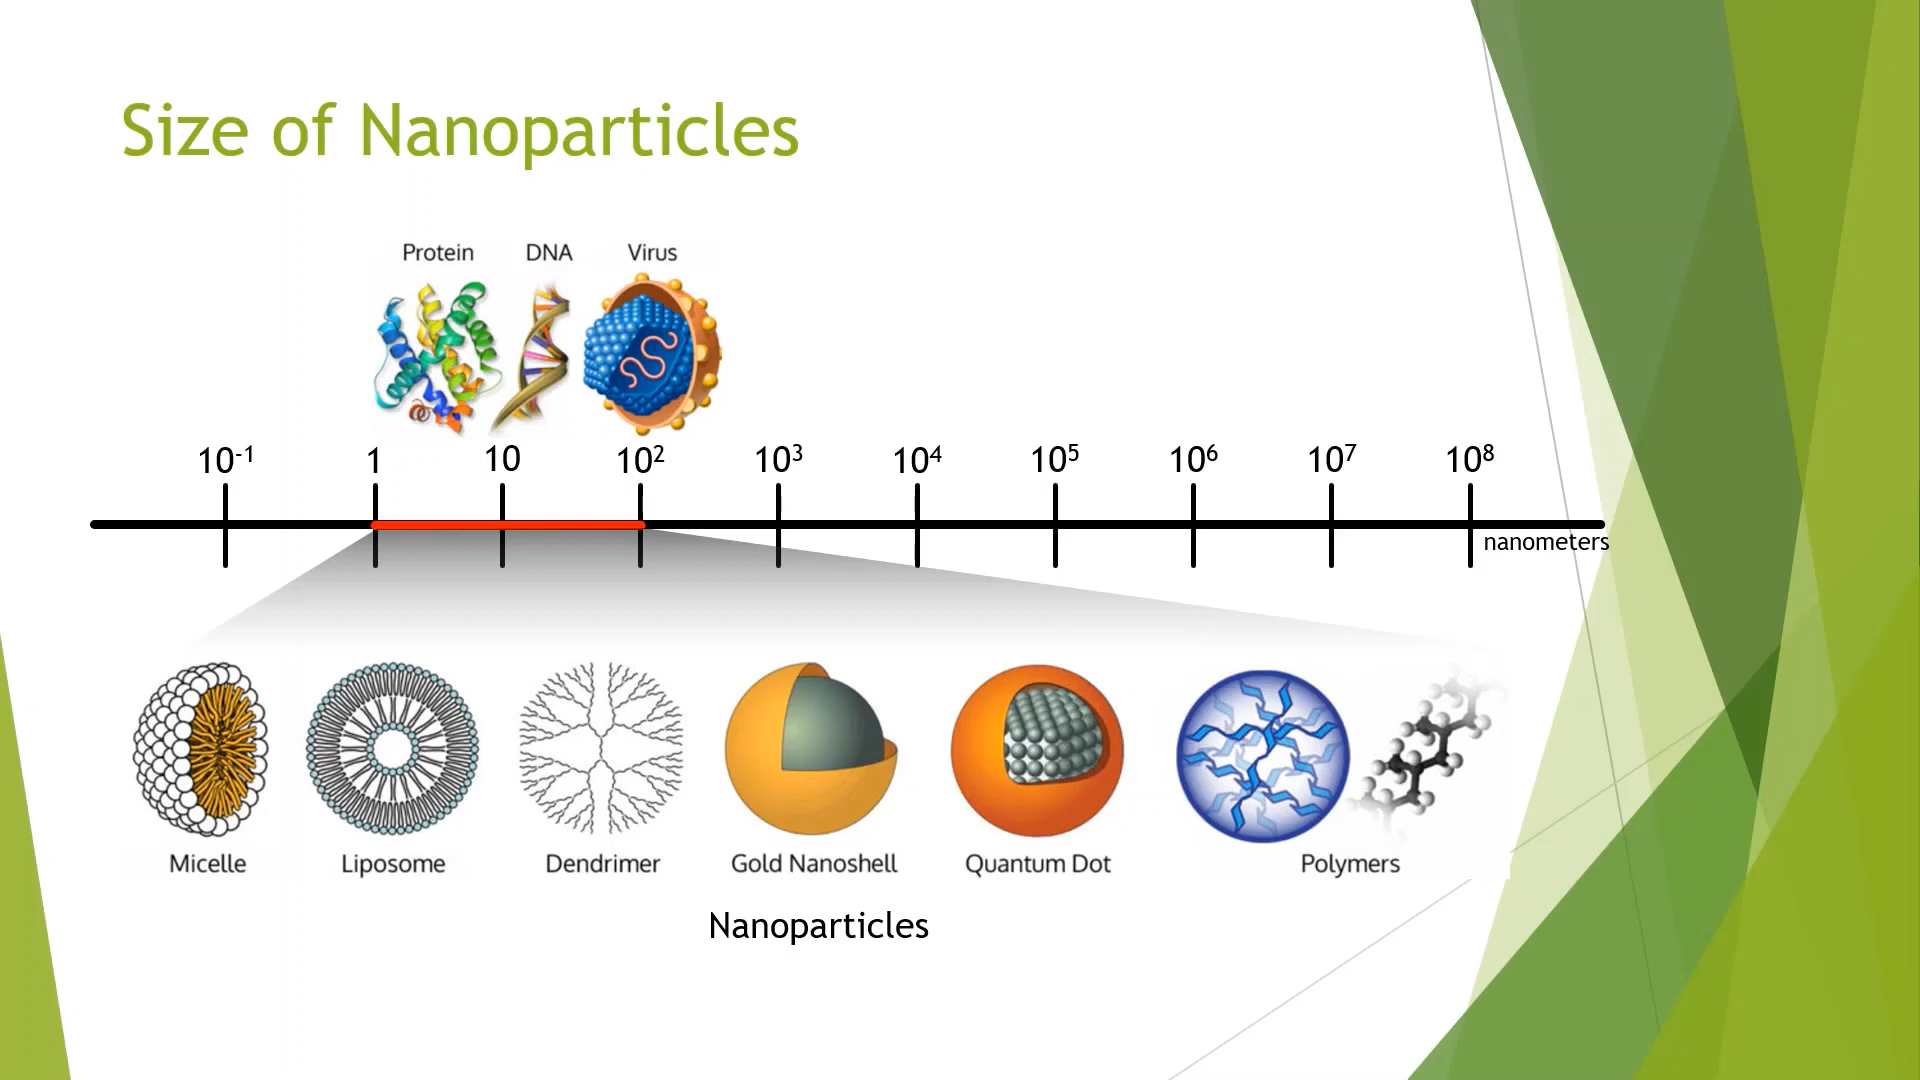 Size of Nanoparticles
Protein DNA Virus
10⁻¹ 1 10 10² 10³ 10⁴ 10⁵ 10⁶ 10⁷ 10⁸
nanometers
Micelle Liposome Dendrimer Gold Nanoshell Quantum Dot Polymers
Nanoparticles